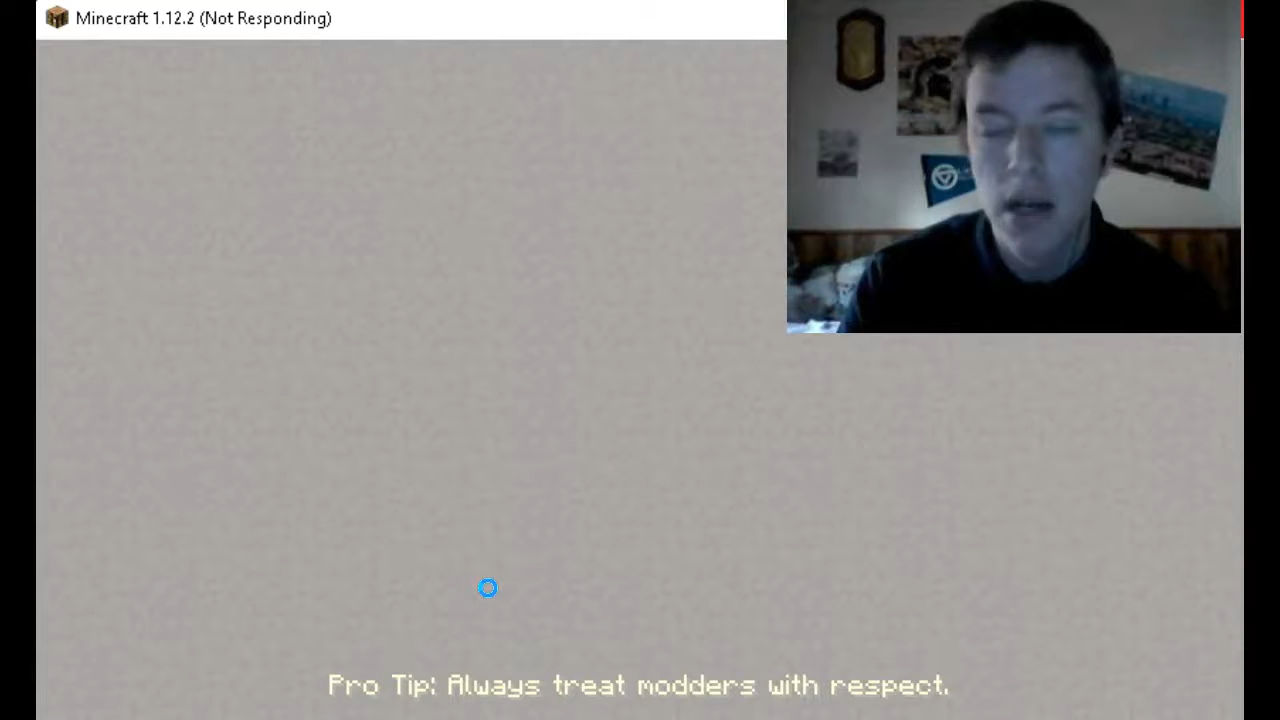 Minecraft 1.12.2 (Not Responding)
Pro Tip: Always treat modders with respect.